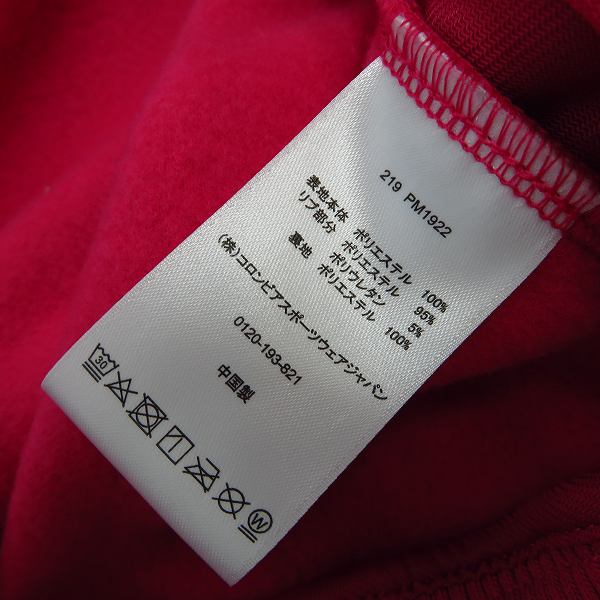 219 PM1922
表地本体 ポリエステル 100%
リブ部分 ポリエステル 95%
ポリウレタン 5%
裏地 ポリエステル 100%
(株)コロンビアスポーツウェアジャパン
0120-193-821
中国製
30
W